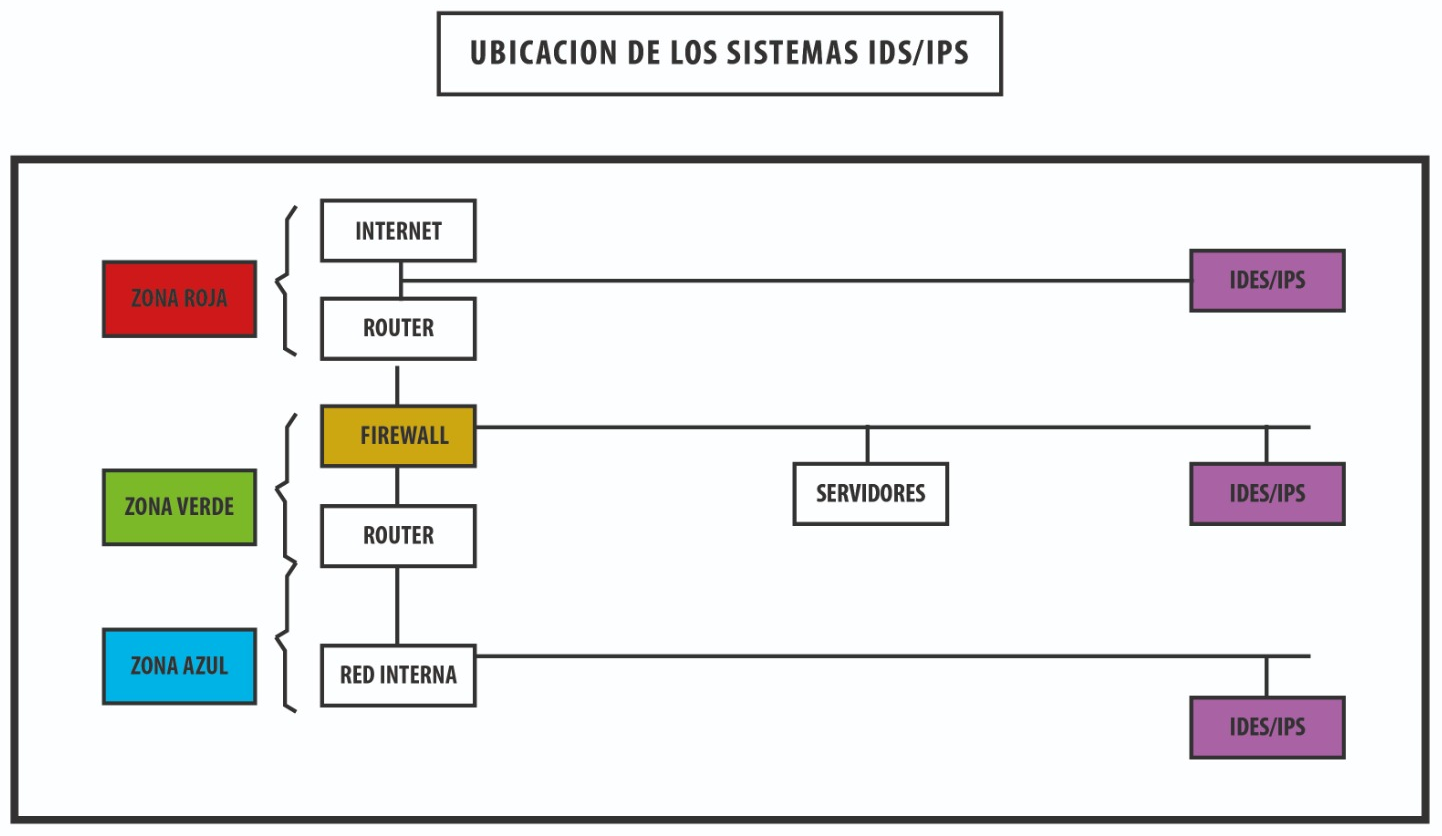 UBICACION DE LOS SISTEMAS IDS/IPS
INTERNET
ZONA ROJA
IDES/IPS
ROUTER
FIREWALL
ZONA VERDE
SERVIDORES
IDES/IPS
ROUTER
ZONA AZUL
RED INTERNA
IDES/IPS